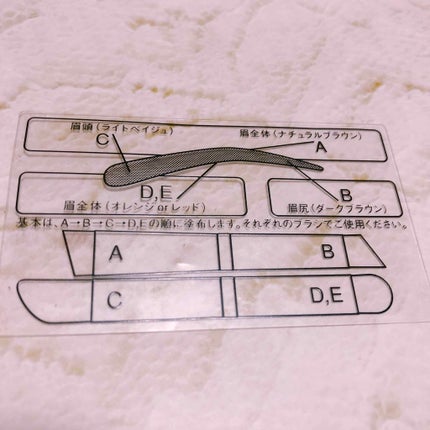 眉頭(ライトベイジュ)
C
眉全体(ナチュラルブラウン)
A
D,E
眉全体(オレンジorレッド)
B
眉尻(ダークブラウン)
基本は、A→B→C→D,Eの順に塗布します。それぞれのブラシでご使用ください。
A
B
C
D,E